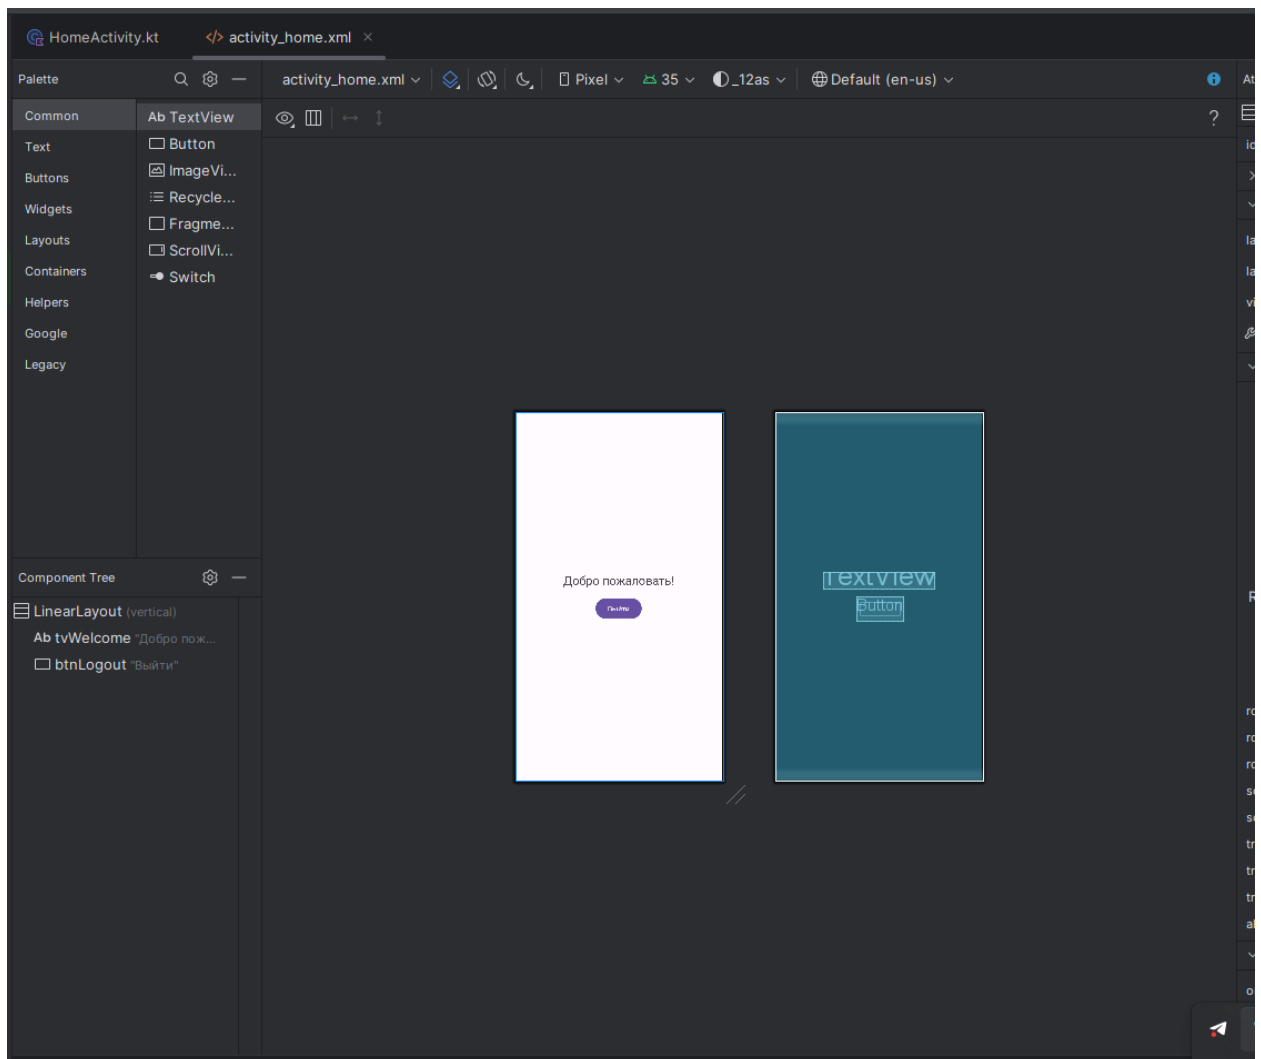 HomeActivity.kt
activity_home.xml
Palette
activity_home.xml
Pixel
35
_12as
Default (en-us)
Common
Text
Buttons
Widgets
Layouts
Containers
Helpers
Google
Legacy
Ab TextView
Button
ImageVi...
Recycle...
Fragme...
ScrollVi...
Switch
?
Добро пожаловать!
TextView
Button
Component Tree
LinearLayout (vertical)
Ab tvWelcome "Добро пож...
btnLogout "Выйти"